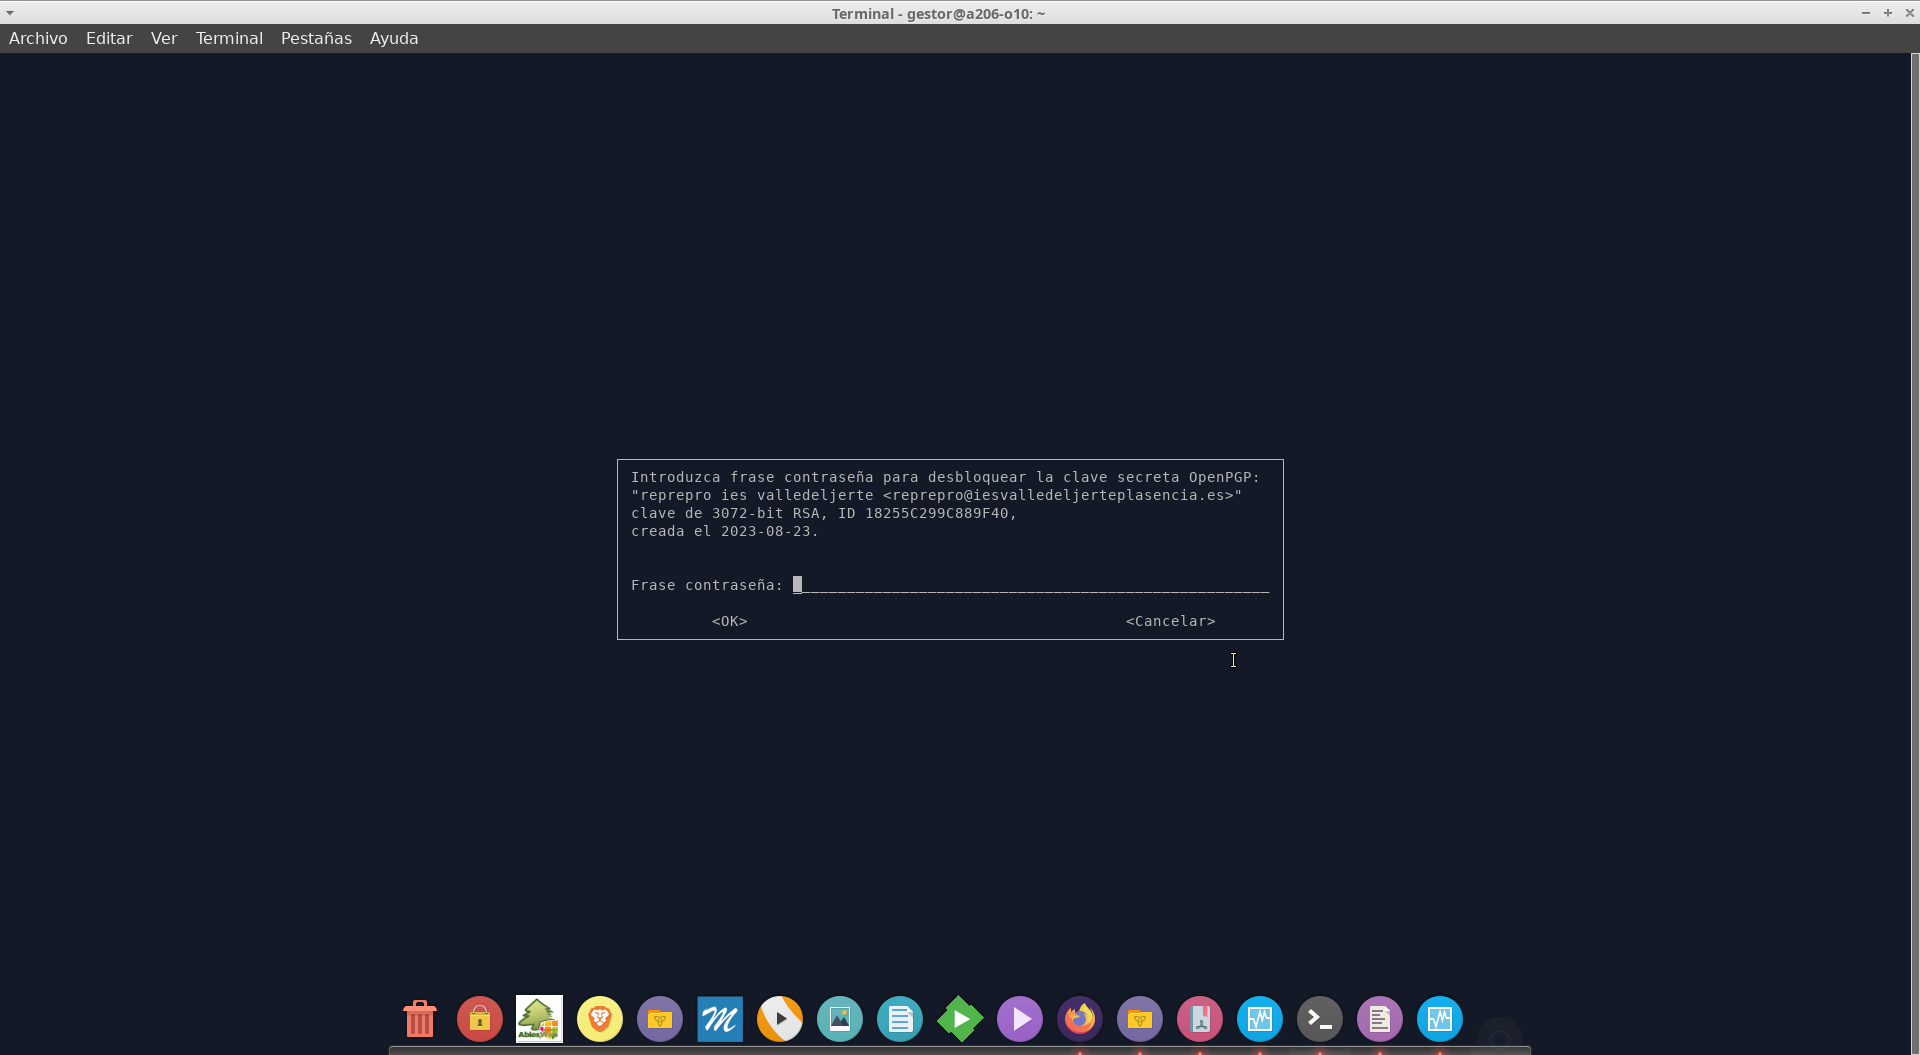 Terminal - gestor@a206-o10: ~
Archivo Editar Ver Terminal Pestañas Ayuda
Introduzca frase contraseña para desbloquear la clave secreta OpenPGP:
"reprepro ies valledeljerte <reprepro@iesvalledeljerteplasencia.es>"
clave de 3072-bit RSA, ID 18255C299C889F40,
creada el 2023-08-23.
Frase contraseña: ____________________________________________________
<OK> <Cancelar>
Abies